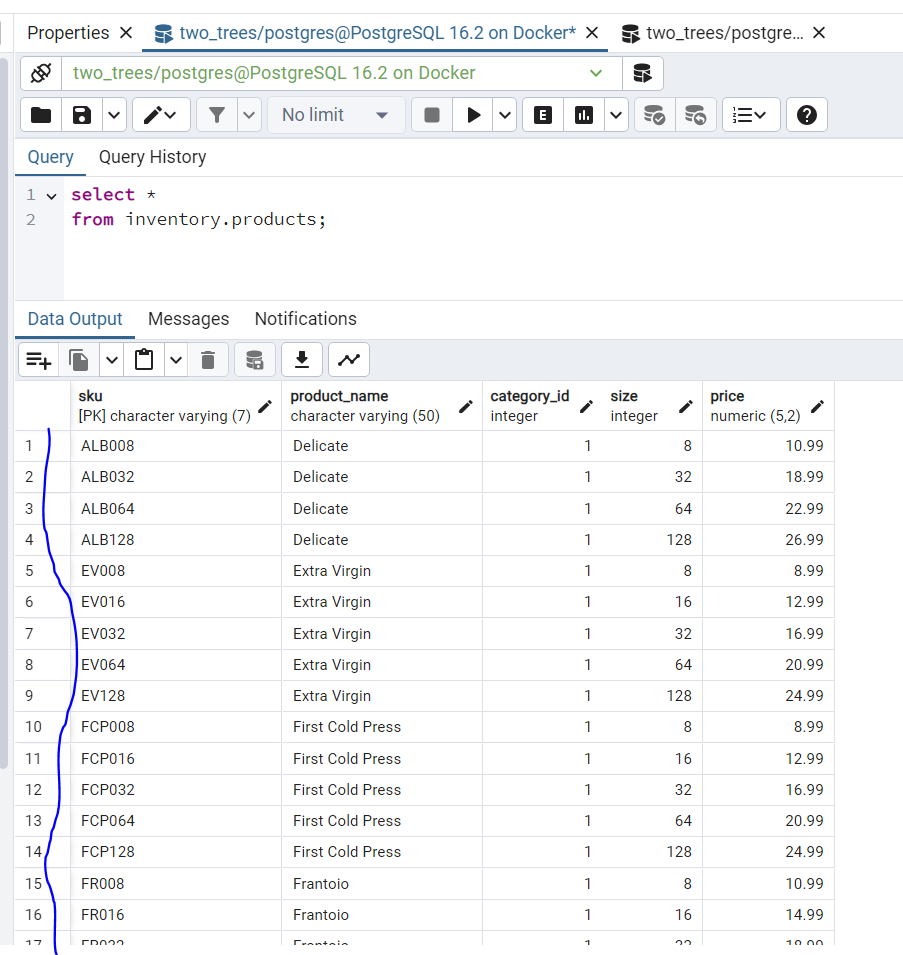 Properties two_trees/postgres@PostgreSQL 16.2 on Docker* two_trees/postgre...
two_trees/postgres@PostgreSQL 16.2 on Docker
No limit E
Query Query History
1 select *
2 from inventory.products;
Data Output Messages Notifications
sku product_name category_id size price
[PK] character varying (7) character varying (50) integer integer numeric (5,2)
1 ALB008 Delicate 1 8 10.99
2 ALB032 Delicate 1 32 18.99
3 ALB064 Delicate 1 64 22.99
4 ALB128 Delicate 1 128 26.99
5 EV008 Extra Virgin 1 8 8.99
6 EV016 Extra Virgin 1 16 12.99
7 EV032 Extra Virgin 1 32 16.99
8 EV064 Extra Virgin 1 64 20.99
9 EV128 Extra Virgin 1 128 24.99
10 FCP008 First Cold Press 1 8 8.99
11 FCP016 First Cold Press 1 16 12.99
12 FCP032 First Cold Press 1 32 16.99
13 FCP064 First Cold Press 1 64 20.99
14 FCP128 First Cold Press 1 128 24.99
15 FR008 Frantoio 1 8 10.99
16 FR016 Frantoio 1 16 14.99
17 FR032 Frantoio 1 32 18.99